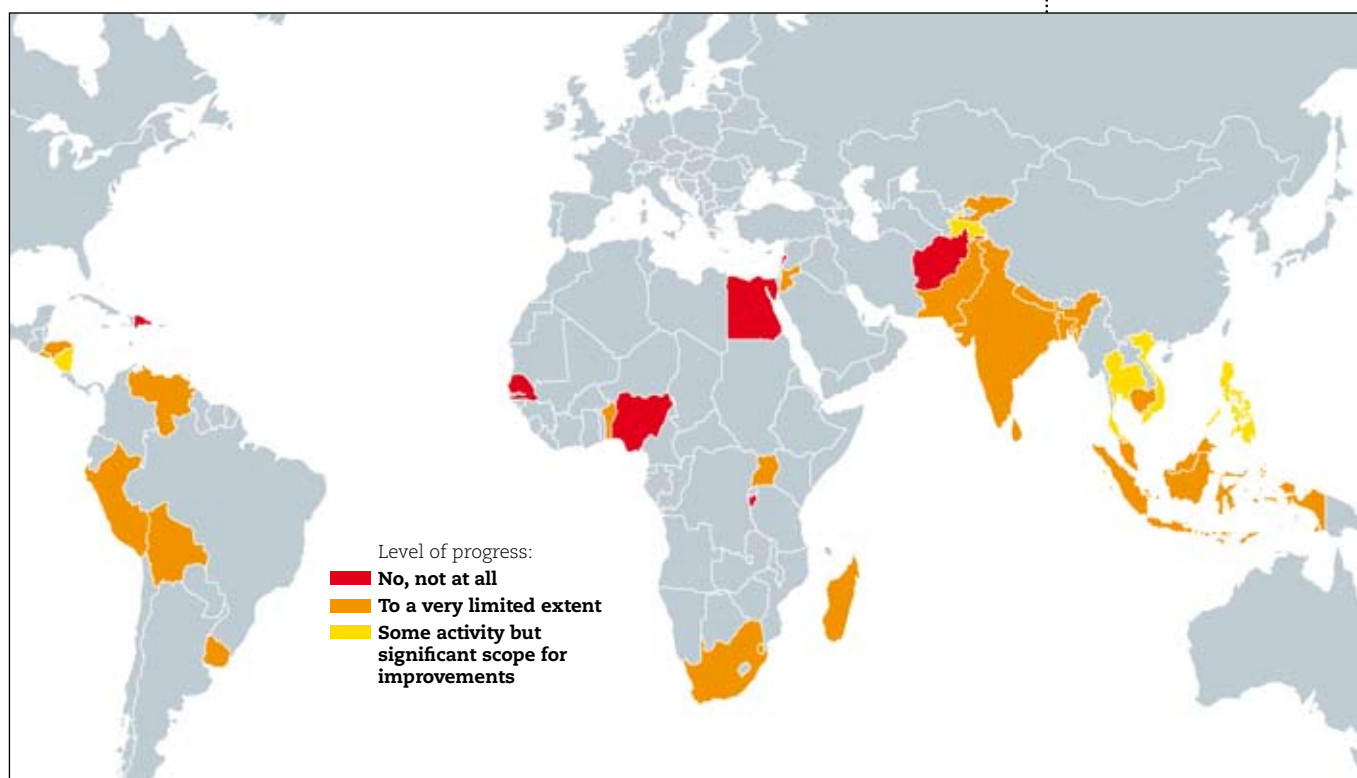 Level of progress:
No, not at all
To a very limited extent
Some activity but
significant scope for
improvements